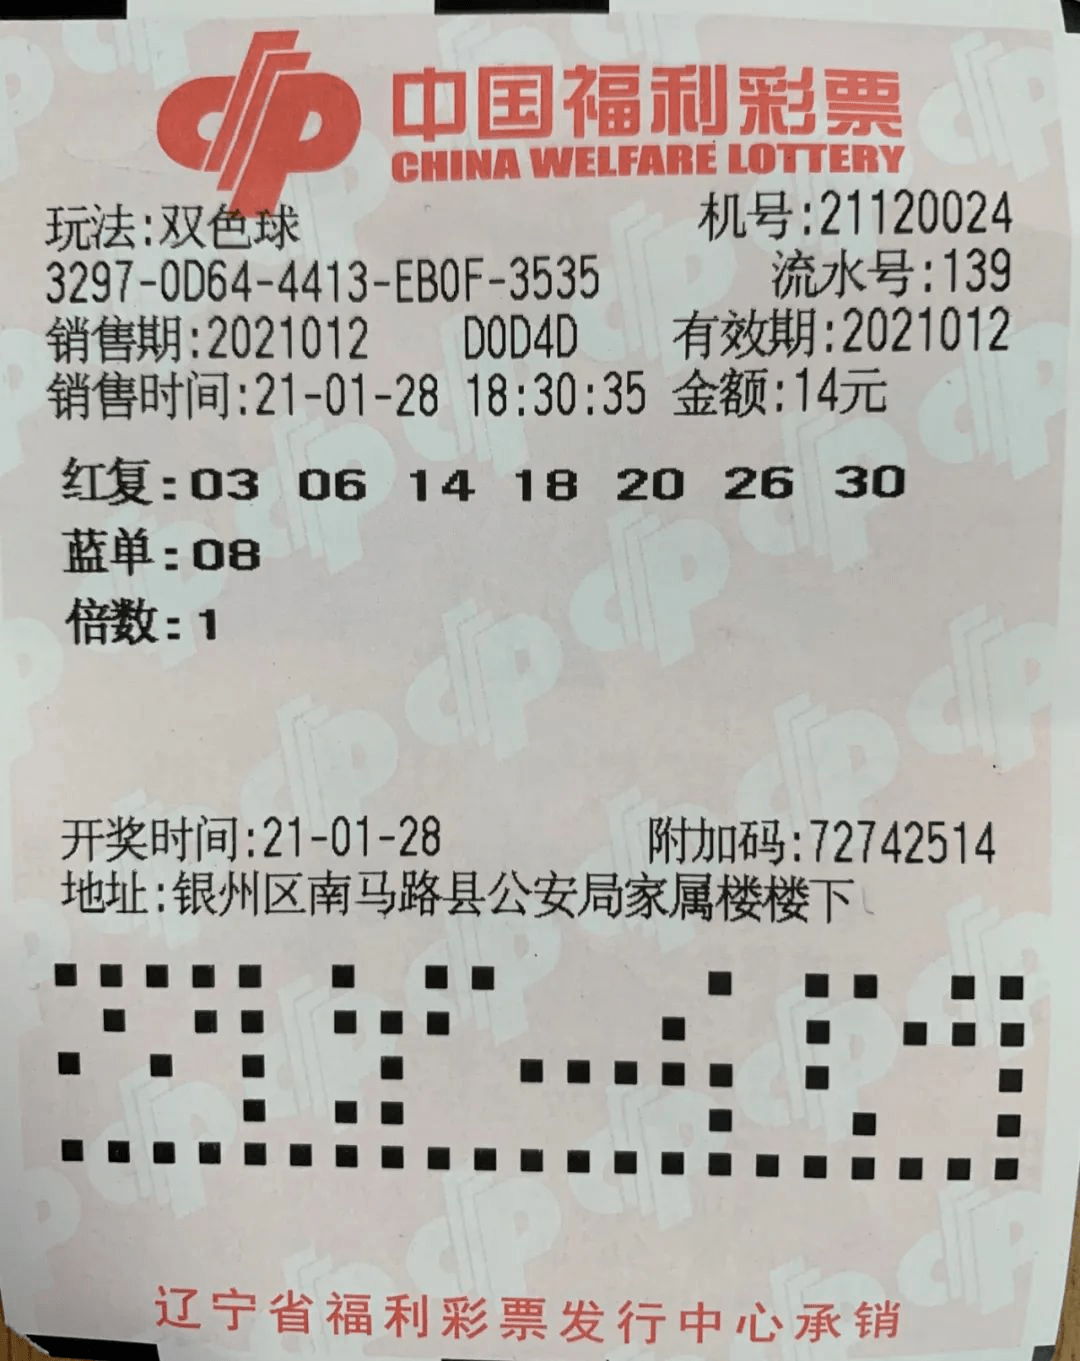 中国福利彩票
CHINA WELFARE LOTTERY
玩法:双色球 机号:21120024
3297-0D64-4413-EB0F-3535 流水号:139
销售期:2021012 D0D4D 有效期:2021012
销售时间:21-01-28 18:30:35 金额:14元
红复:03 06 14 18 20 26 30
蓝单:08
倍数:1
开奖时间:21-01-28 附加码:72742514
地址:银州区南马路县公安局家属楼楼下
辽宁省福利彩票发行中心承销